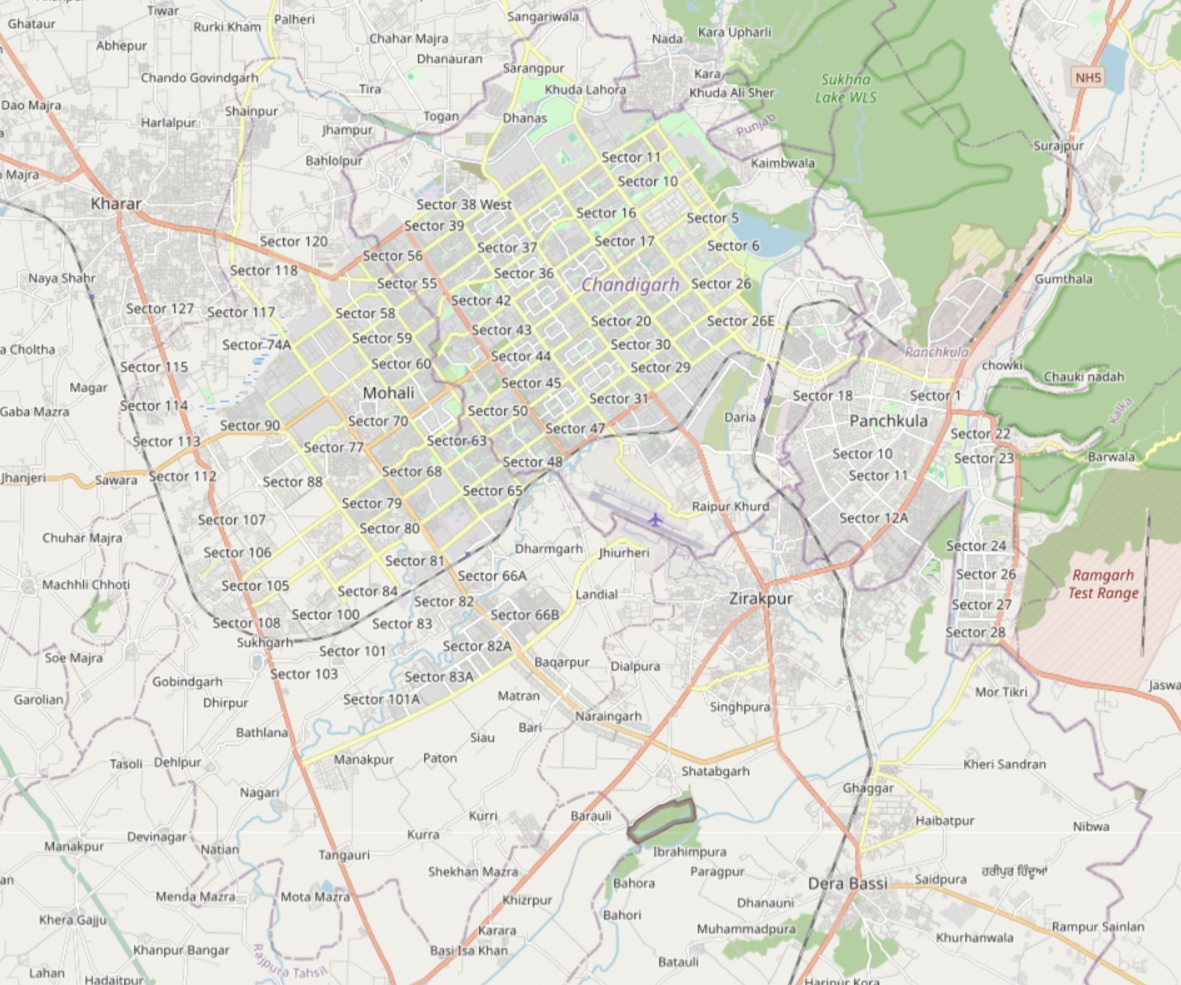 Ghataur
Tiwar
Rurki Kham
Palheri
Sangariwala
Abhepur
Chahar Majra
Nada
Kara Upharli
Dhanauran
Chando Govindgarh
Sarangpur
Kara
Khuda Ali Sher
Sukhna
Lake WLS
NH5
Tira
Khuda Lahora
Dao Majra
Shainpur
Harlalpur
Togan
Dhanas
Jhampur
Punjab
Surajpur
Bahlolpur
Sector 11
Kaimbwala
Majra
Sector 10
Kharar
Sector 38 West
Sector 39
Sector 16
Sector 5
Sector 120
Sector 37
Sector 17
Sector 6
Sector 56
Sector 118
Sector 36
Naya Shahr
Sector 55
Chandigarh
Sector 26
Gumthala
Sector 42
Sector 127
Sector 117
Sector 58
Sector 43
Sector 20
Sector 26E
Sector 59
Sector 74A
Sector 30
a Choltha
Sector 44
Panchkula
Sector 60
Sector 29
chowki
Sector 115
Chauki nadah
Magar
Mohali
Sector 45
Sector 18
Sector 1
Sector 114
Sector 31
Kalka
Gaba Mazra
Sector 50
Daria
Sector 70
Panchkula
Sector 90
Sector 47
Sector 22
Sector 113
Sector 77
Sector 63
Sector 10
Sector 23
Barwala
Jhanjeri
Sawara
Sector 112
Sector 88
Sector 68
Sector 48
Sector 11
Sector 65
Sector 79
Raipur Khurd
Sector 107
Sector 80
Sector 12A
Chuhar Majra
Sector 106
Dharmgarh
Jhiurheri
Sector 24
Sector 81
Machhli Chhoti
Sector 105
Sector 66A
Sector 26
Ramgarh
Test Range
Sector 84
Landial
Zirakpur
Sector 82
Sector 27
Sector 100
Sector 66B
Sector 108
Sector 83
Sector 28
Sukhgarh
Sector 101
Sector 82A
Soe Majra
Baqarpur
Dialpura
Sector 103
Sector 83A
Gobindgarh
Jaswa
Garolian
Dhirpur
Sector 101A
Matran
Mor Tikri
Singhpura
Naraingarh
Bathlana
Bari
Siau
Tasoli
Dehlpur
Manakpur
Paton
Shatabgarh
Kheri Sandran
Nagari
Ghaggar
Kurri
Barauli
Haibatpur
Nibwa
Devinagar
Kurra
Manakpur
Natian
Tangauri
Ibrahimpura
Shekhan Mazra
Paragpur
ਹਰੀਪੁਰ ਹਿੰਦੂਆਂ
Saidpura
Bahora
Dera Bassi
Menda Mazra
Mota Mazra
Khizrpur
Dhanauni
Khera Gajju
Bahori
Rampur Sainlan
Karara
Muhammadpura
Khurhanwala
Khanpur Bangar
Basi Isa Khan
Rajpura Tahsil
Batauli
Lahan
Hadaitpur
Haripur Kora